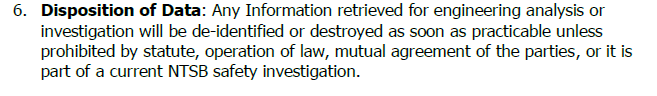 6. Disposition of Data: Any Information retrieved for engineering analysis or
investigation will be de-identified or destroyed as soon as practicable unless
prohibited by statute, operation of law, mutual agreement of the parties, or it is
part of a current NTSB safety investigation.